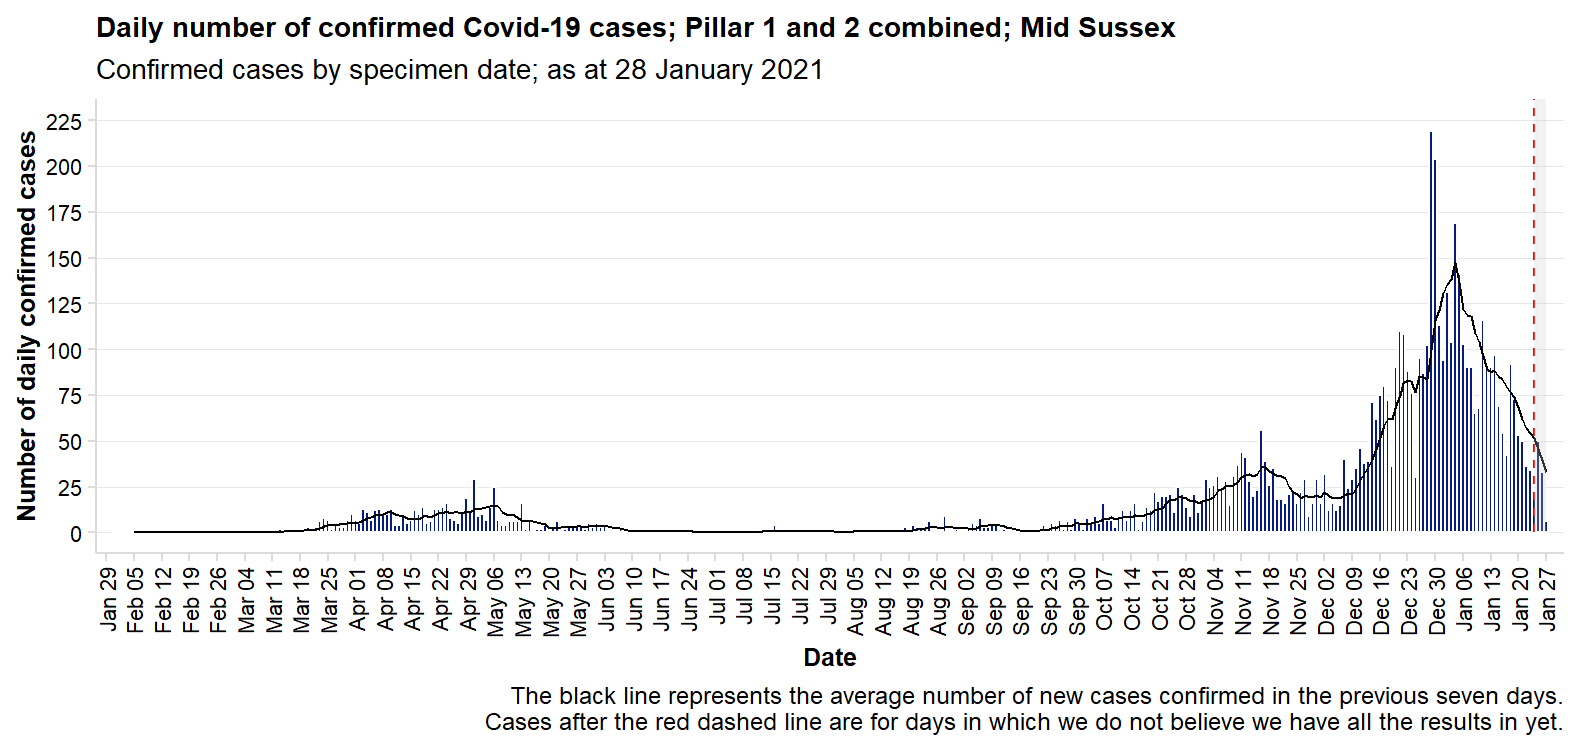 Daily number of confirmed Covid-19 cases; Pillar 1 and 2 combined; Mid Sussex
Confirmed cases by specimen date; as at 28 January 2021
Number of daily confirmed cases
225
200
175
150
125
100
75
50
25
0
Jan 29
Feb 05
Feb 12
Feb 19
Feb 26
Mar 04
Mar 11
Mar 18
Mar 25
Apr 01
Apr 08
Apr 15
Apr 22
Apr 29
May 06
May 13
May 20
May 27
Jun 03
Jun 10
Jun 17
Jun 24
Jul 01
Jul 08
Jul 15
Jul 22
Jul 29
Aug 05
Aug 12
Aug 19
Aug 26
Sep 02
Sep 09
Sep 16
Sep 23
Sep 30
Oct 07
Oct 14
Oct 21
Oct 28
Nov 04
Nov 11
Nov 18
Nov 25
Dec 02
Dec 09
Dec 16
Dec 23
Dec 30
Jan 06
Jan 13
Jan 20
Jan 27
Date
The black line represents the average number of new cases confirmed in the previous seven days.
Cases after the red dashed line are for days in which we do not believe we have all the results in yet.